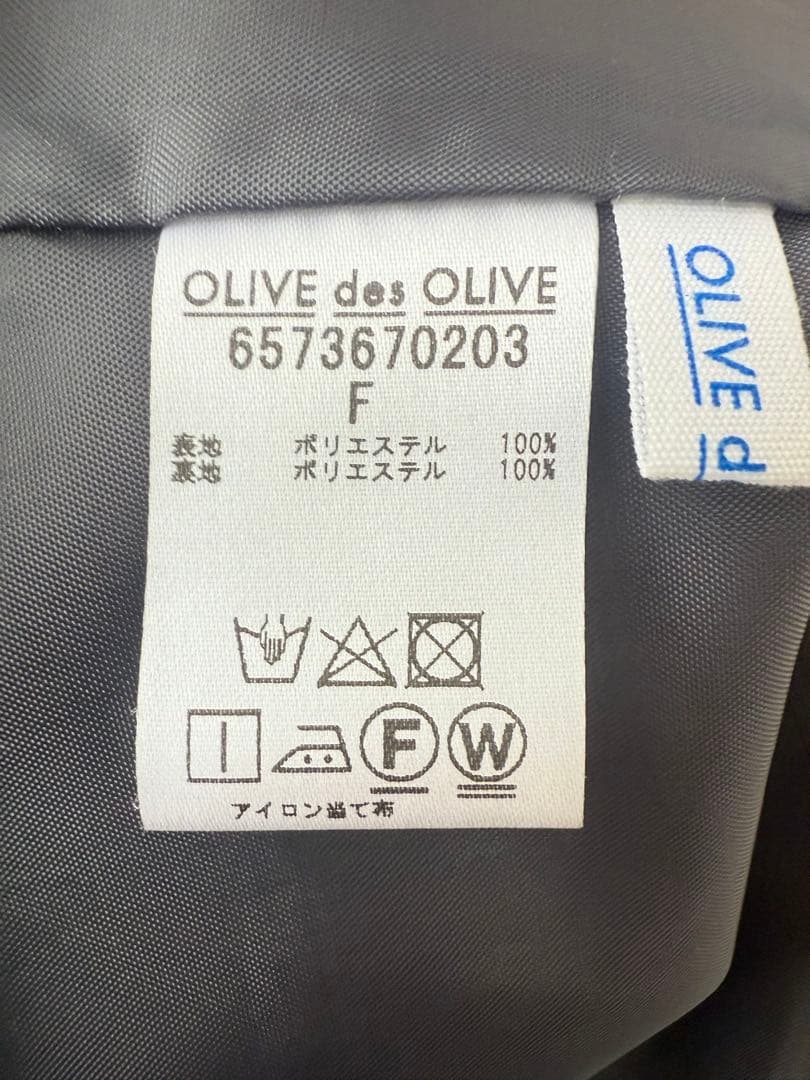 OLIVE des OLIVE
6573670203
F
表地 ポリエステル 100%
裏地 ポリエステル 100%
F W
アイロン当て布
OLIVE d